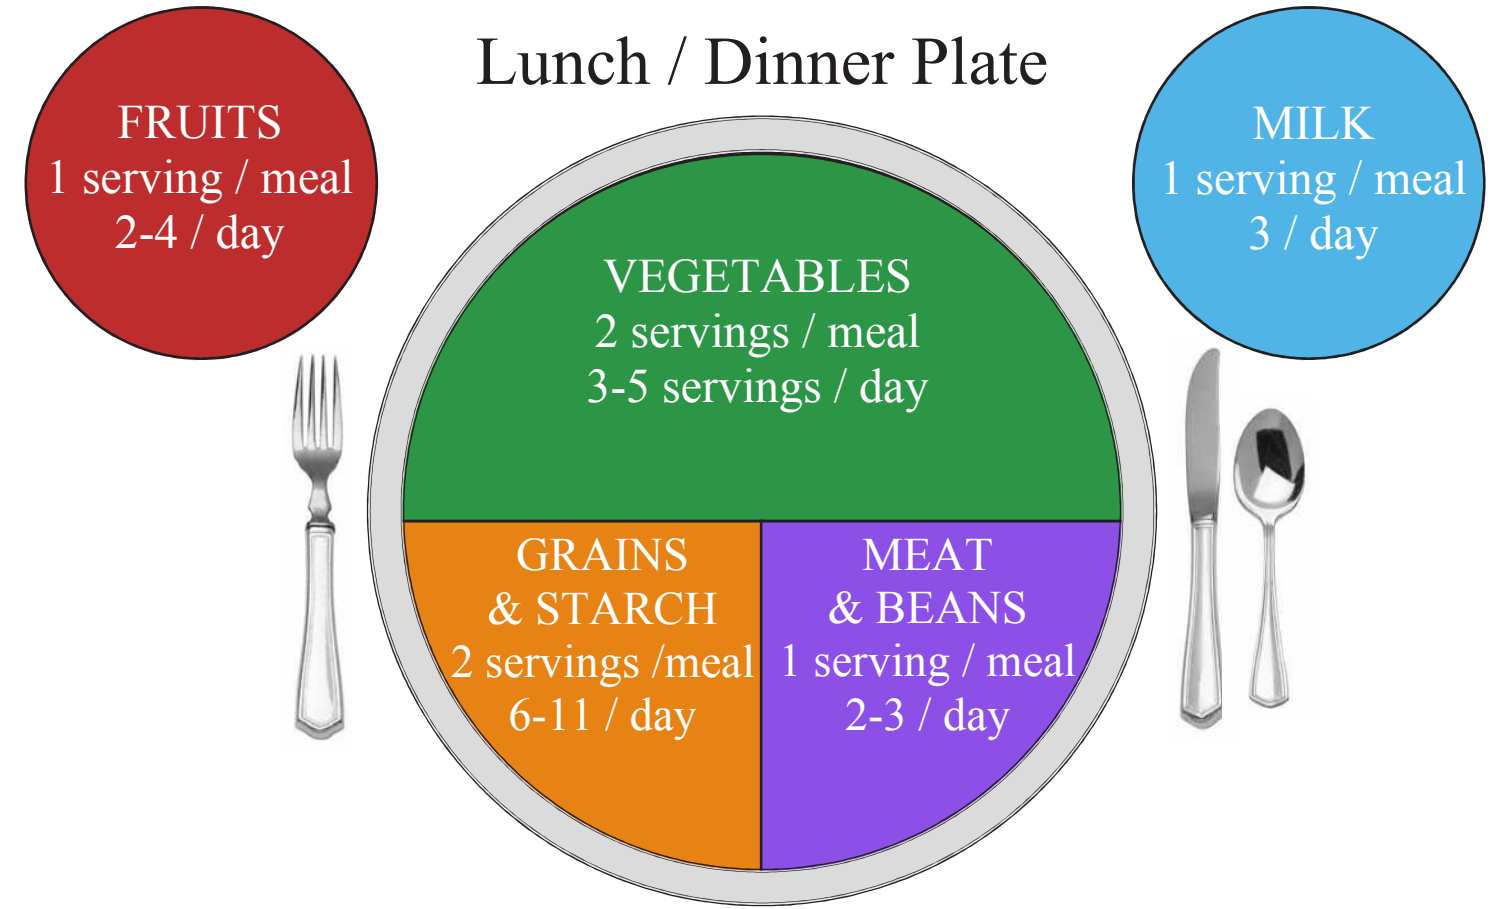 Lunch / Dinner Plate
FRUITS
1 serving / meal
2-4 / day
MILK
1 serving / meal
3 / day
VEGETABLES
2 servings / meal
3-5 servings / day
GRAINS
& STARCH
2 servings /meal
6-11 / day
MEAT
& BEANS
1 serving / meal
2-3 / day